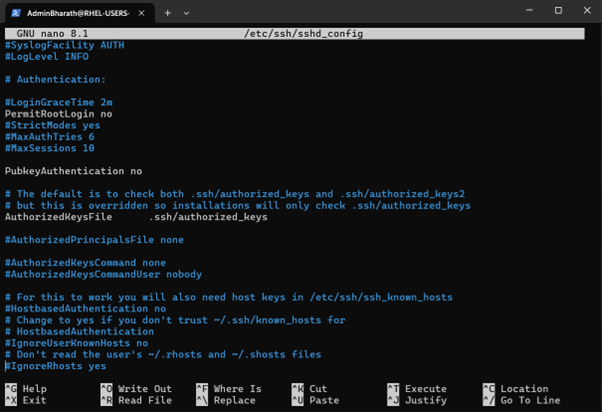 AdminBharath@RHEL-USERS-
GNU nano 8.1 /etc/ssh/sshd_config
#SyslogFacility AUTH
#LogLevel INFO
# Authentication:
#LoginGraceTime 2m
PermitRootLogin no
#StrictModes yes
#MaxAuthTries 6
#MaxSessions 10
PubkeyAuthentication no
# The default is to check both .ssh/authorized_keys and .ssh/authorized_keys2
# but this is overridden so installations will only check .ssh/authorized_keys
AuthorizedKeysFile .ssh/authorized_keys
#AuthorizedPrincipalsFile none
#AuthorizedKeysCommand none
#AuthorizedKeysCommandUser nobody
# For this to work you will also need host keys in /etc/ssh/ssh_known_hosts
#HostbasedAuthentication no
# Change to yes if you don't trust ~/.ssh/known_hosts for
# HostbasedAuthentication
#IgnoreUserKnownHosts no
# Don't read the user's ~/.rhosts and ~/.shosts files
#IgnoreRhosts yes
^G Help ^O Write Out ^F Where Is ^K Cut ^T Execute ^C Location
^X Exit ^R Read File ^\ Replace ^U Paste ^J Justify ^/ Go To Line